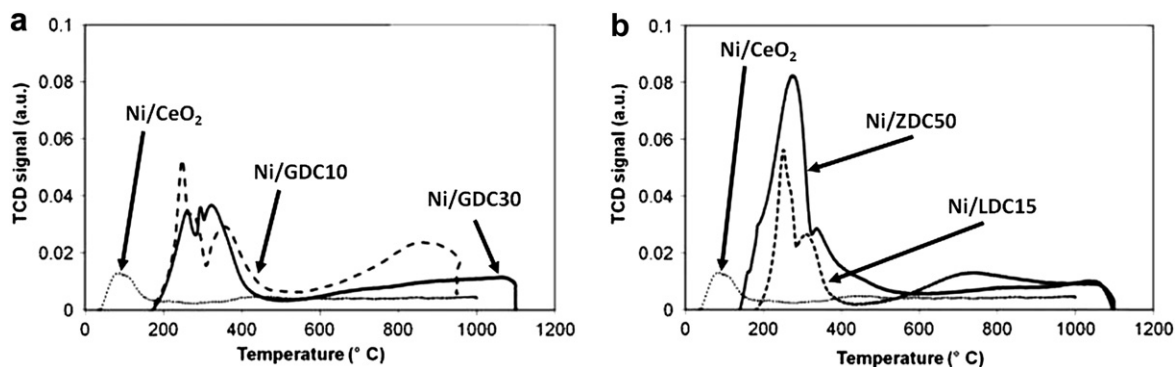 a
0.1
0.08
0.06
0.04
0.02
0
TCD signal (a.u.)
Ni/CeO₂
Ni/GDC10
Ni/GDC30
0 200 400 600 800 1000 1200
Temperature (° C)
b
0.1
0.08
0.06
0.04
0.02
0
TCD signal (a.u.)
Ni/CeO₂
Ni/ZDC50
Ni/LDC15
0 200 400 600 800 1000 1200
Temperature (° C)